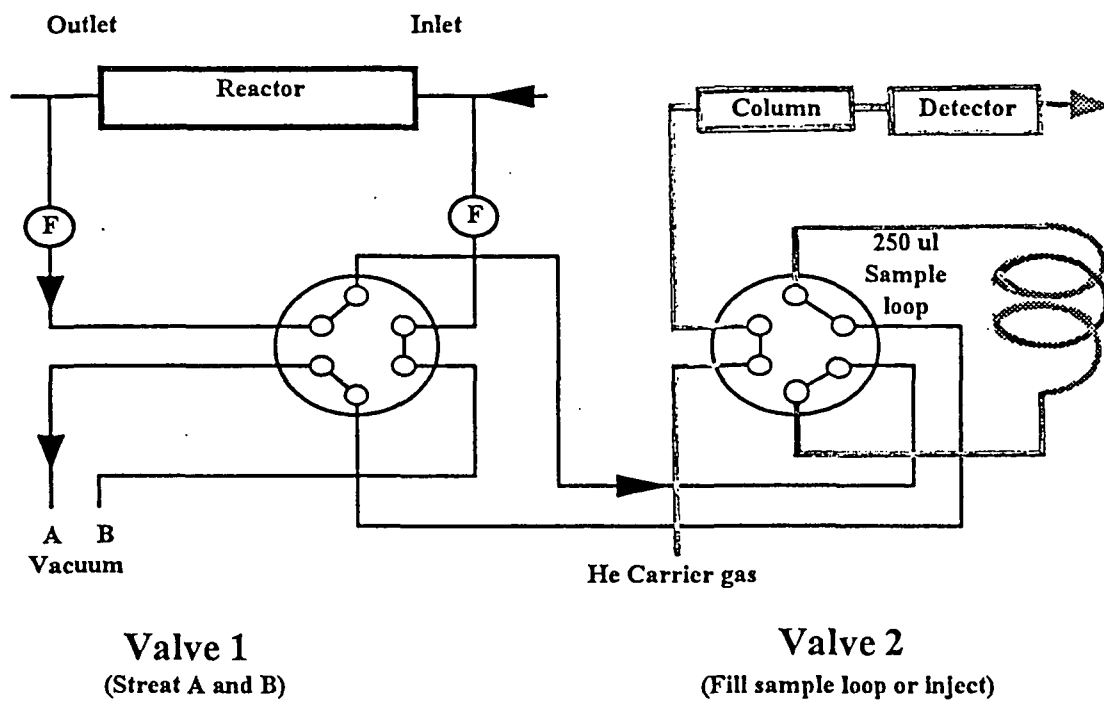 Outlet
Inlet
Reactor
Column
Detector
F
F
250 ul
Sample
loop
A
B
Vacuum
He Carrier gas
Valve 1
(Streat A and B)
Valve 2
(Fill sample loop or inject)